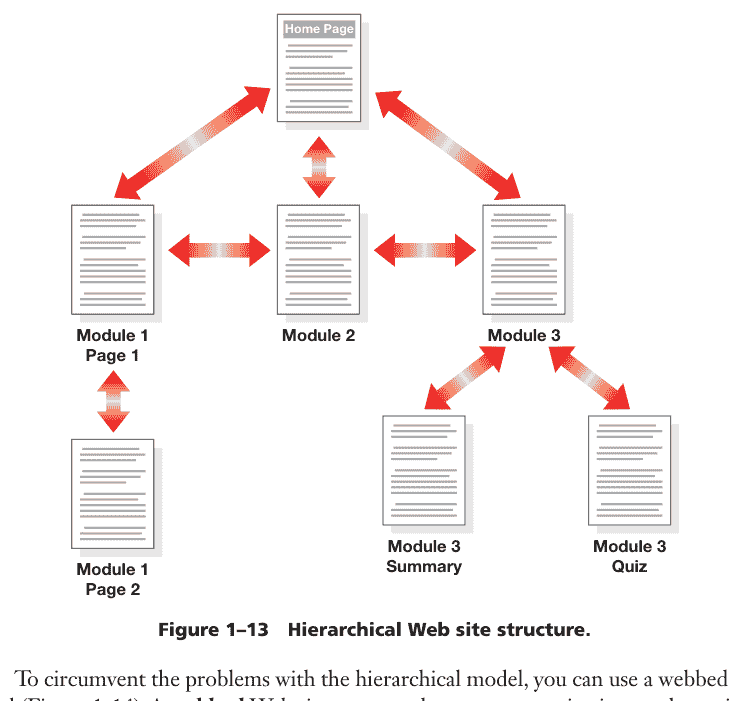 Home Page
Module 1
Page 1
Module 2
Module 3
Module 1
Page 2
Module 3
Summary
Module 3
Quiz
Figure 1–13 Hierarchical Web site structure.
To circumvent the problems with the hierarchical model, you can use a webbed